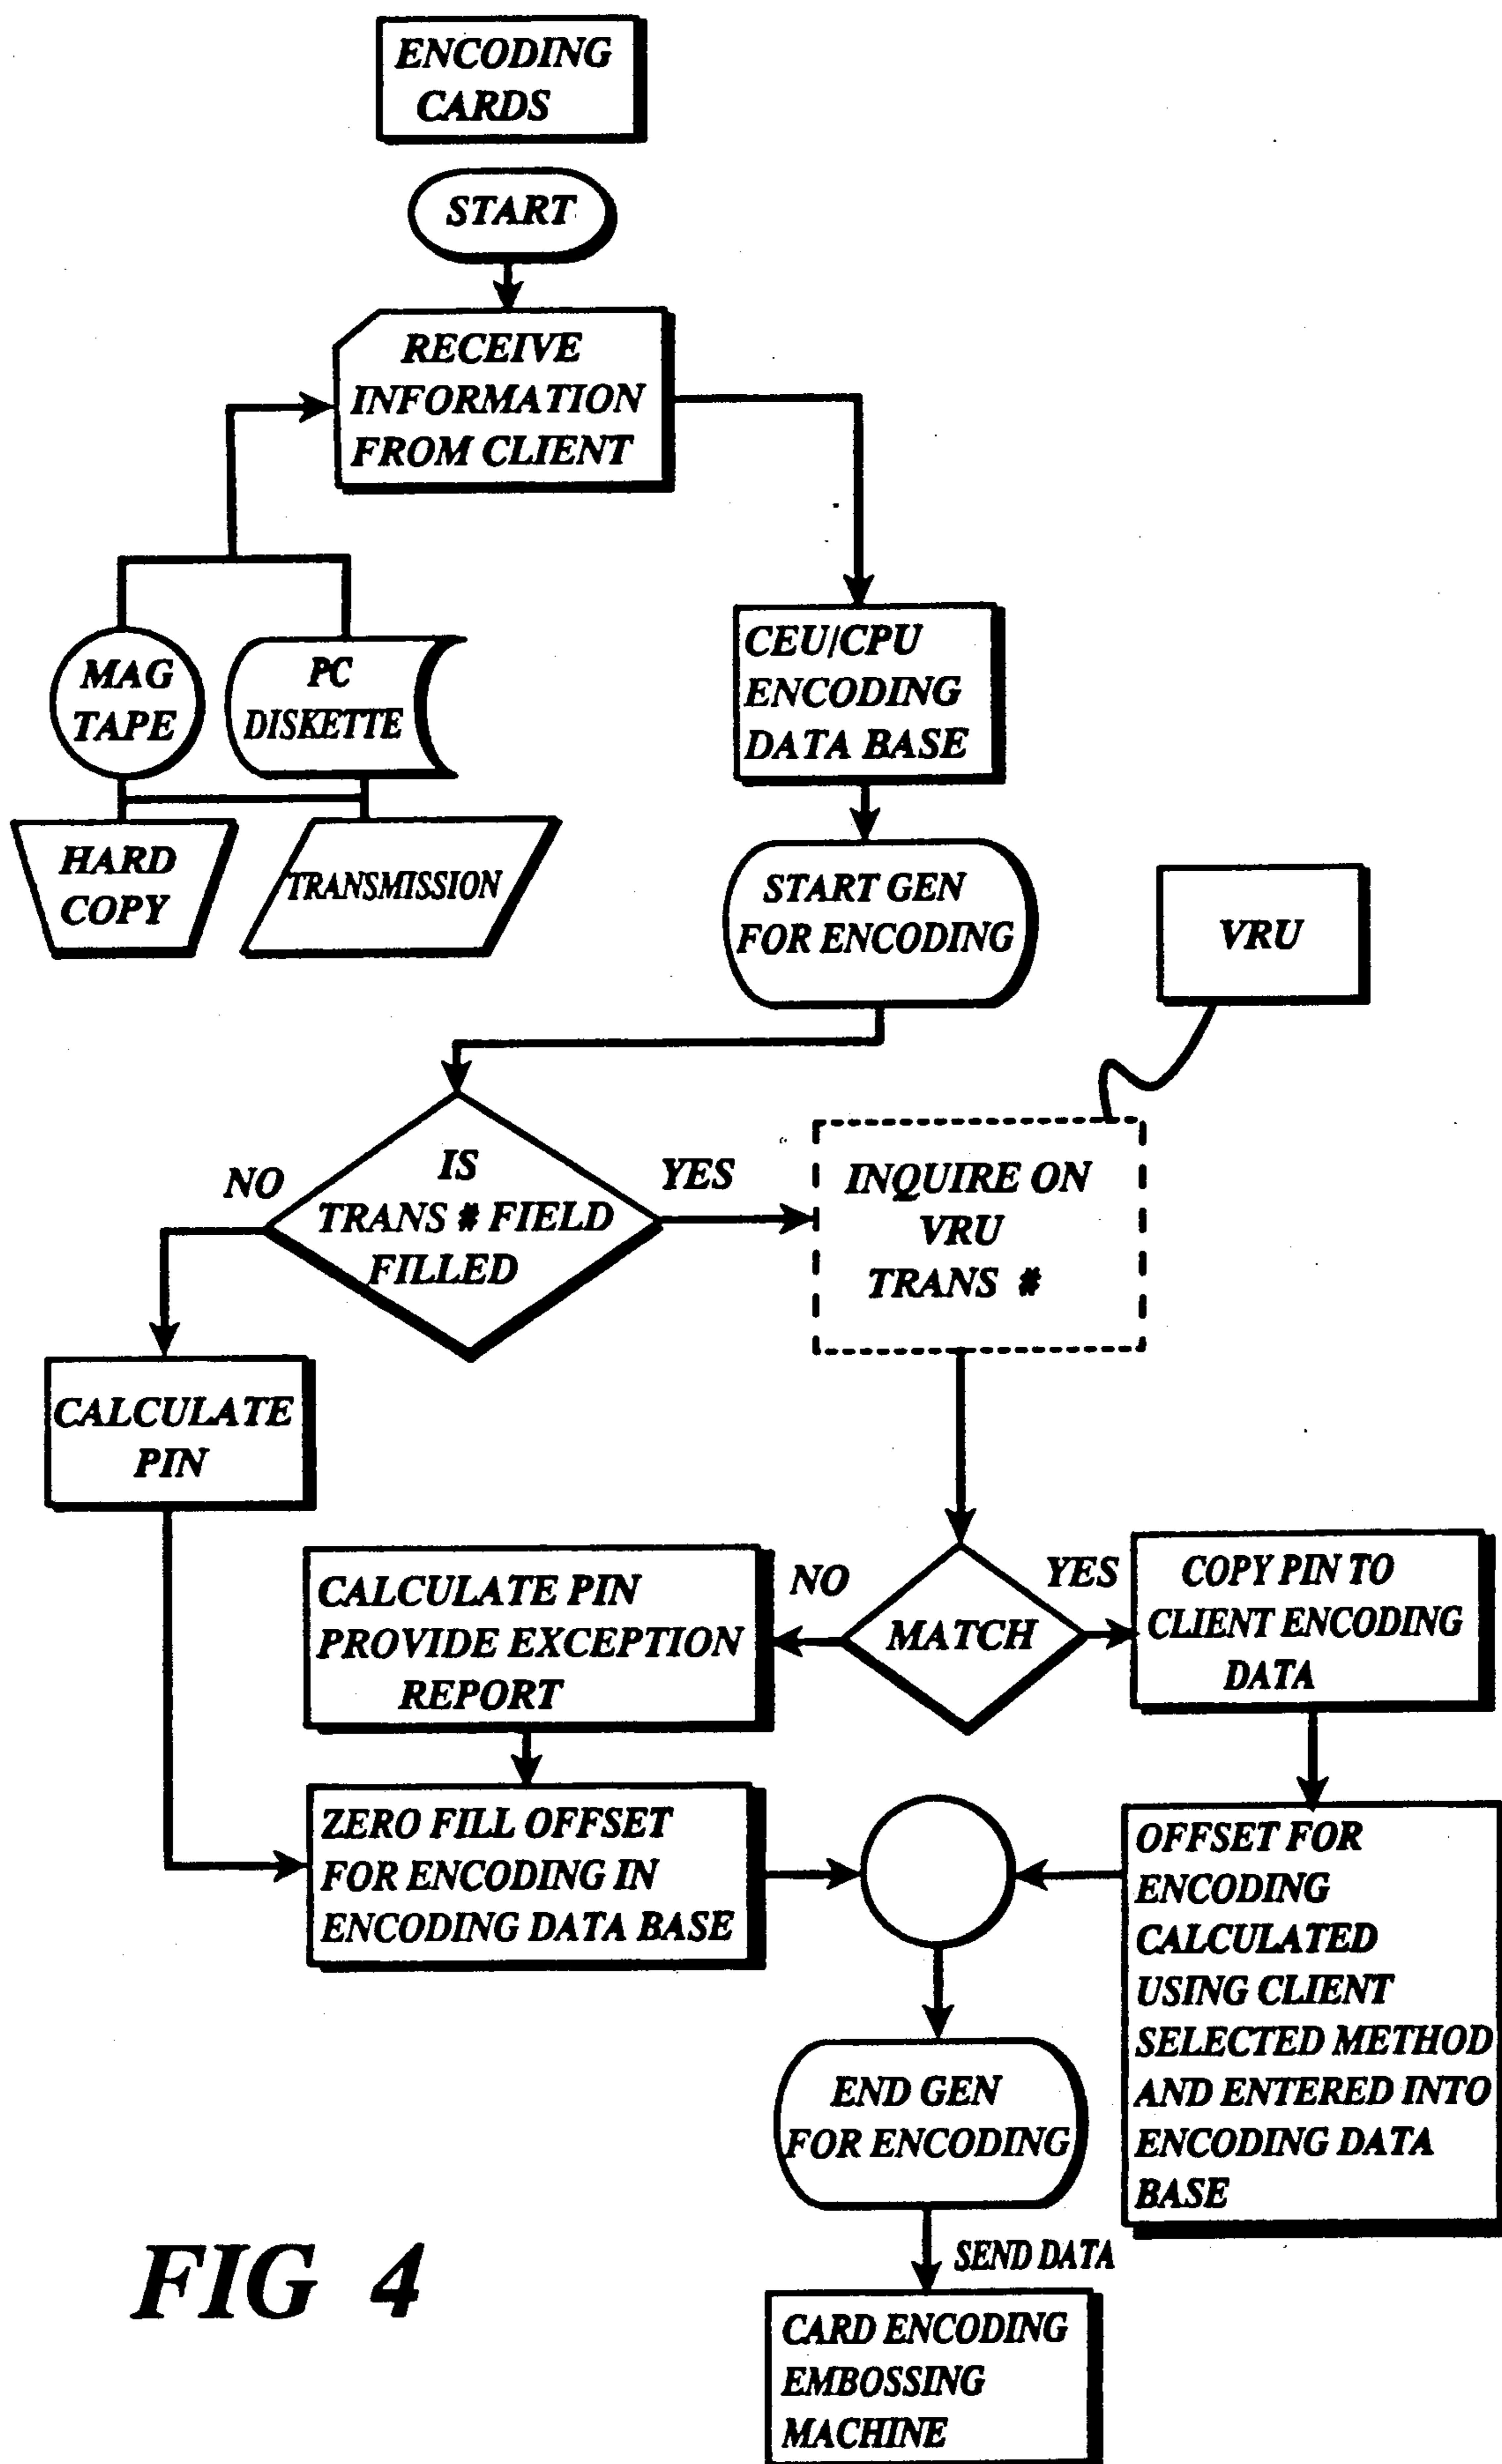 ENCODING
CARDS
START
RECEIVE
INFORMATION
FROM CLIENT
MAG
TAPE
PC
DISKETTE
HARD
COPY
TRANSMISSION
CEU/CPU
ENCODING
DATA BASE
START GEN
FOR ENCODING
VRU
IS
TRANS # FIELD
FILLED
NO
YES
INQUIRE ON
VRU
TRANS #
CALCULATE
PIN
MATCH
NO
YES
CALCULATE PIN
PROVIDE EXCEPTION
REPORT
COPY PIN TO
CLIENT ENCODING
DATA
ZERO FILL OFFSET
FOR ENCODING IN
ENCODING DATA BASE
OFFSET FOR
ENCODING
CALCULATED
USING CLIENT
SELECTED METHOD
AND ENTERED INTO
ENCODING DATA
BASE
END GEN
FOR ENCODING
SEND DATA
CARD ENCODING
EMBOSSING
MACHINE
FIG 4